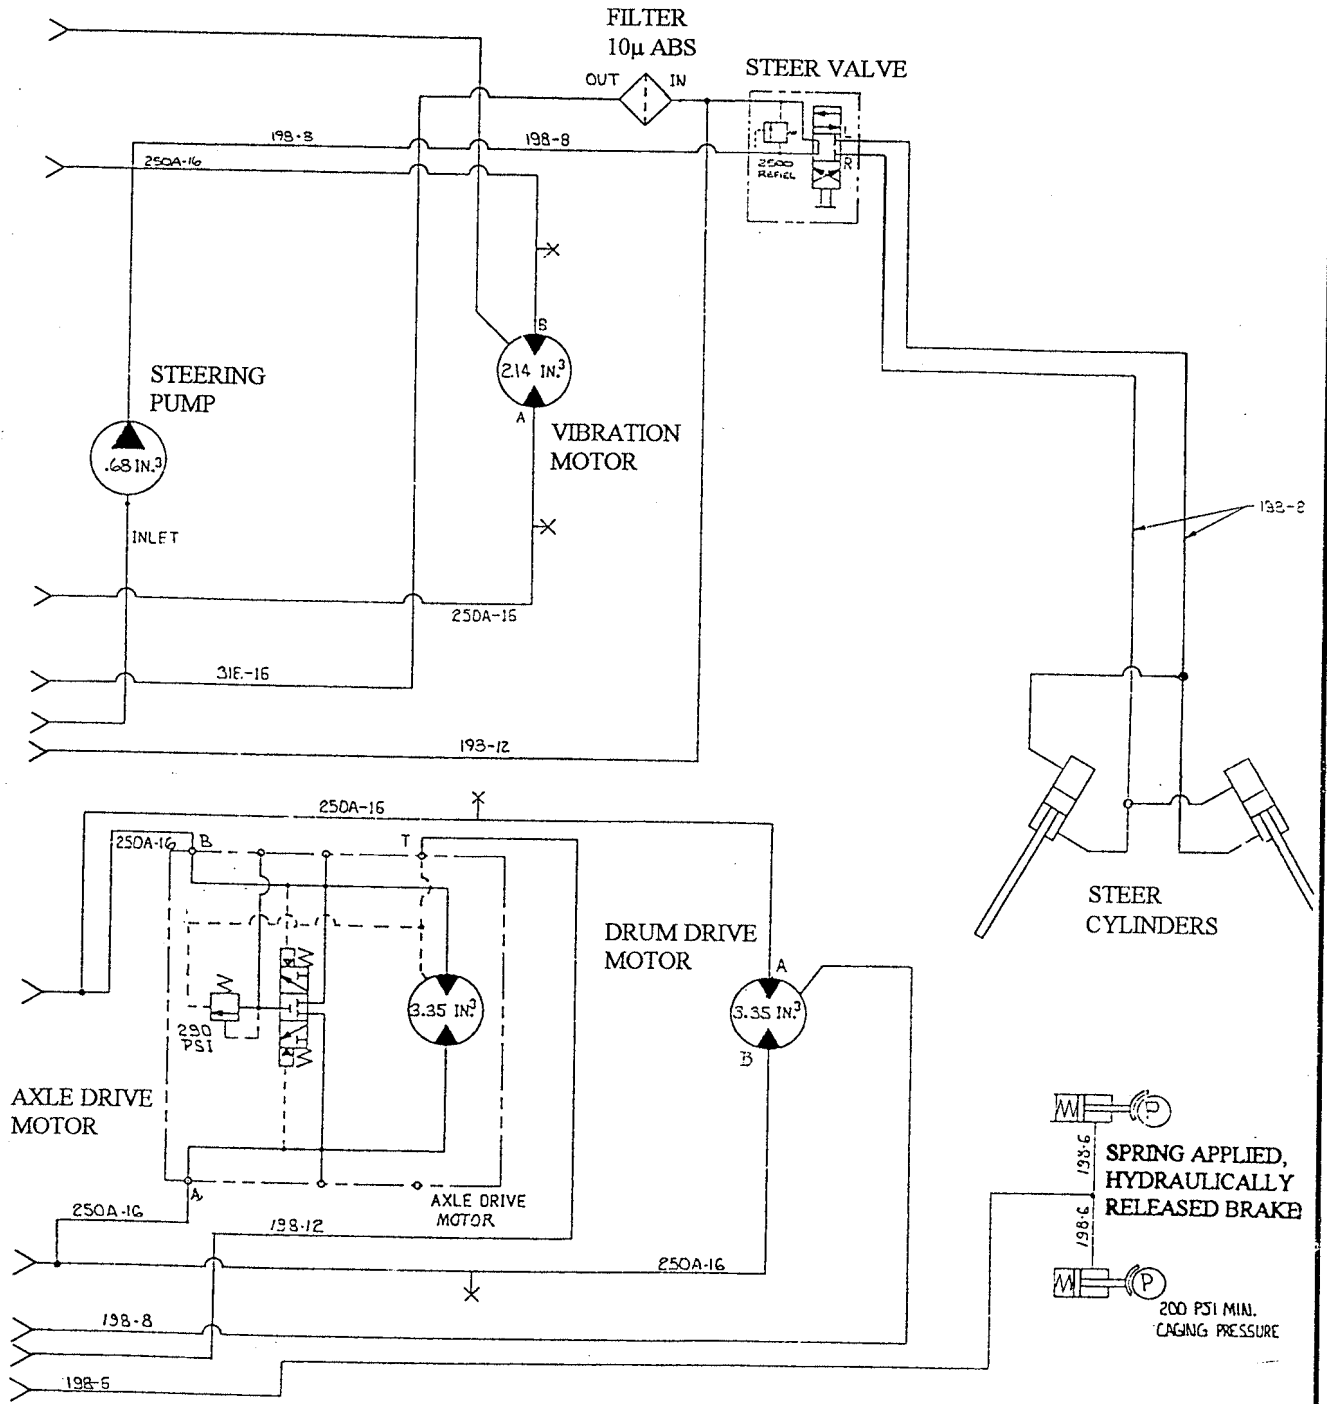 FILTER
10µ ABS
OUT
IN
STEER VALVE
198-8
198-8
250A-16
L
R
2500
RELIEF
B
2.14 IN.³
A
STEERING
PUMP
.68 IN.³
VIBRATION
MOTOR
INLET
193-2
250A-16
31E-16
193-12
250A-16
250A-16
B
T
STEER
CYLINDERS
DRUM DRIVE
MOTOR
A
3.35 IN.³
3.35 IN.³
B
290
PSI
AXLE DRIVE
MOTOR
P
198-6
SPRING APPLIED,
HYDRAULICALLY
RELEASED BRAKE
198-6
A
AXLE DRIVE
MOTOR
250A-16
198-12
250A-16
P
200 PSI MIN.
CAGING PRESSURE
198-8
198-6